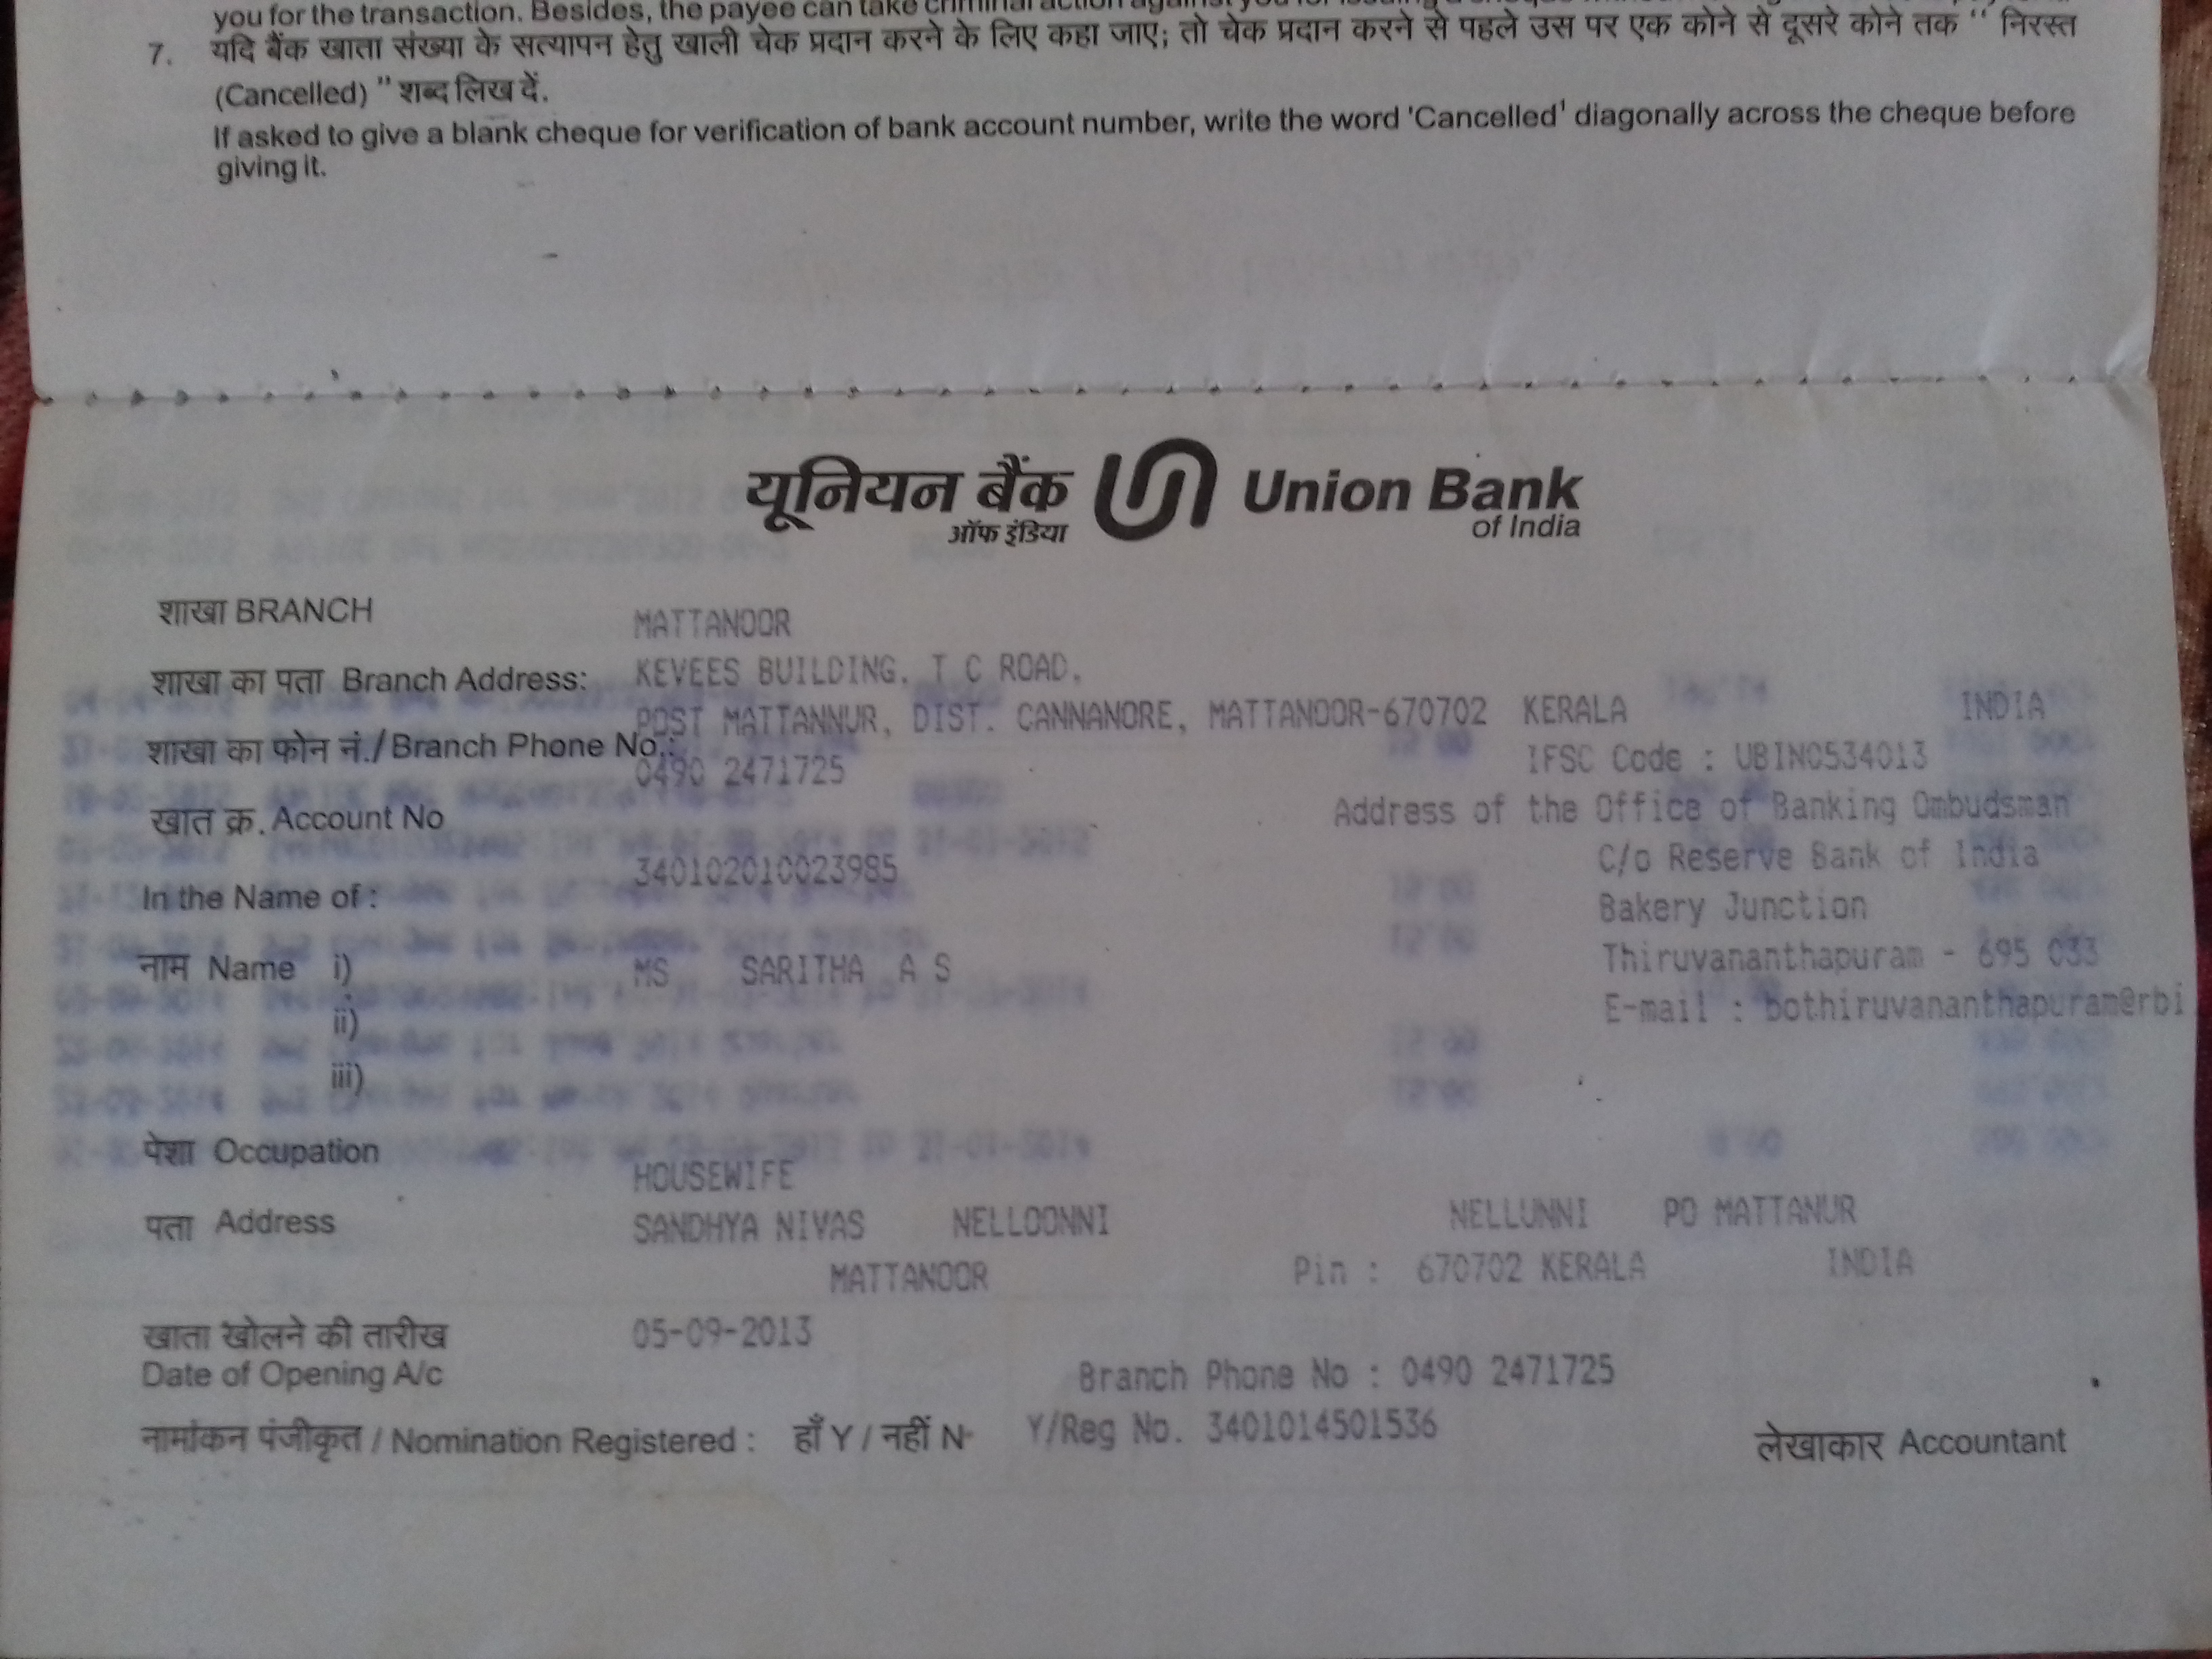 you for the transaction. Besides, the payee can take criminal action against you for issuing
7. यदि बैंक खाता संख्या के सत्यापन हेतु खाली चेक प्रदान करने के लिए कहा जाए; तो चेक प्रदान करने से पहले उस पर एक कोने से दूसरे कोने तक '' निरस्त
(Cancelled) " शब्द लिख दें.
If asked to give a blank cheque for verification of bank account number, write the word 'Cancelled' diagonally across the cheque before
giving it.
यूनियन बैंक Union Bank
ऑफ इंडिया of India
शाखा BRANCH MATTANOOR
शाखा का पता Branch Address: KEVEES BUILDING, T C ROAD,
POST MATTANNUR, DIST. CANNANORE, MATTANOOR-670702 KERALA INDIA
शाखा का फोन नं./Branch Phone No.: 0490 2471725 IFSC Code : UBIN0534013
खात क्र. Account No Address of the Office of Banking Ombudsman
340102010023985 C/o Reserve Bank of India
In the Name of : Bakery Junction
नाम Name i) MS SARITHA A S Thiruvananthapuram - 695 033
ii) E-mail : bothiruvananthapuram@rbi
iii)
पेशा Occupation HOUSEWIFE
पता Address SANDHYA NIVAS NELLOONNI NELLUNNI PO MATTANUR
MATTANOOR Pin : 670702 KERALA INDIA
खाता खोलने की तारीख 05-09-2013
Date of Opening A/c Branch Phone No : 0490 2471725
नामांकन पंजीकृत / Nomination Registered : हाँ Y / नहीं N Y/Reg No. 3401014501536 लेखाकार Accountant